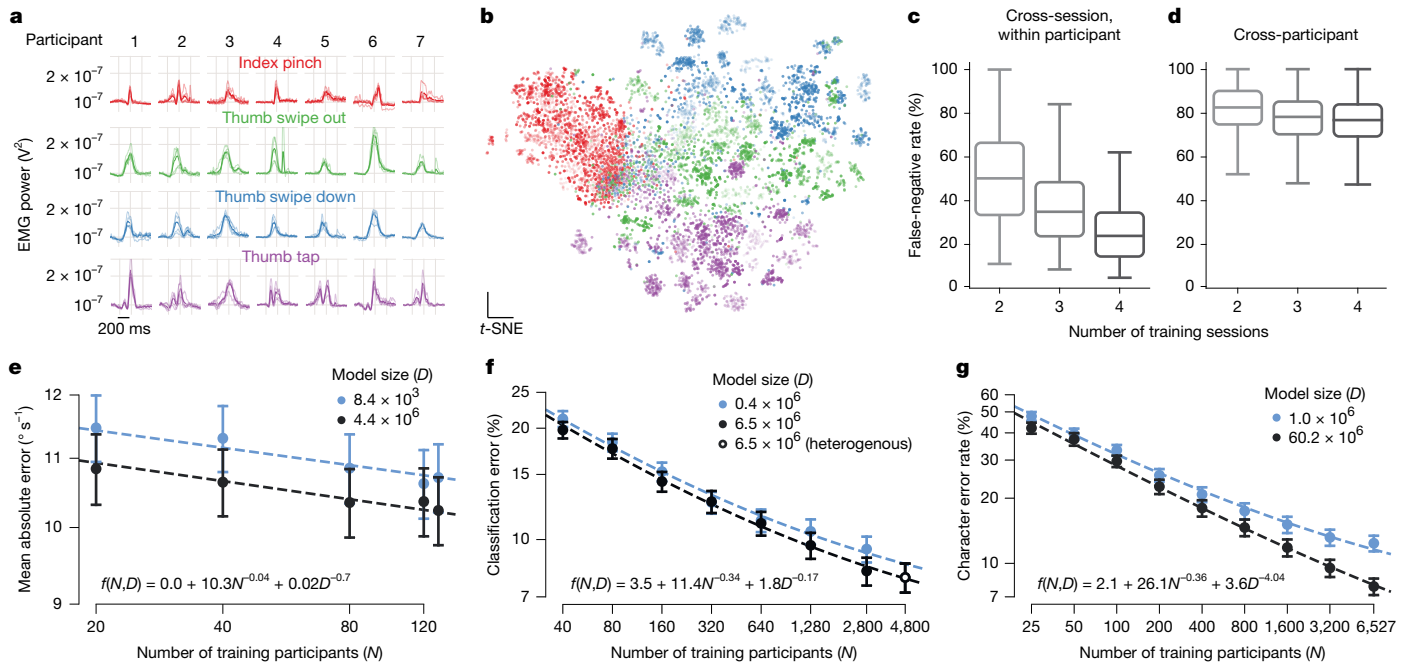 a
Participant 1 2 3 4 5 6 7
Index pinch
2 × 10⁻⁷
10⁻⁷
Thumb swipe out
2 × 10⁻⁷
10⁻⁷
Thumb swipe down
2 × 10⁻⁷
10⁻⁷
Thumb tap
2 × 10⁻⁷
10⁻⁷
EMG power (V²)
200 ms
b
t-SNE
c
Cross-session,
within participant
False-negative rate (%)
100
80
60
40
20
0
2 3 4
d
Cross-participant
100
80
60
40
20
0
2 3 4
Number of training sessions
e
Model size (D)
8.4 × 10³
4.4 × 10⁶
Mean absolute error (° s⁻¹)
12
11
10
9
f(N,D) = 0.0 + 10.3N⁻⁰·⁰⁴ + 0.02D⁻⁰·⁷
20 40 80 120
Number of training participants (N)
f
Model size (D)
0.4 × 10⁶
6.5 × 10⁶
6.5 × 10⁶ (heterogenous)
Classification error (%)
25
20
15
10
7
f(N,D) = 3.5 + 11.4N⁻⁰·³⁴ + 1.8D⁻⁰·¹⁷
40 80 160 320 640 1,280 2,800 4,800
Number of training participants (N)
g
Model size (D)
1.0 × 10⁶
60.2 × 10⁶
Character error rate (%)
60
50
40
30
20
10
7
f(N,D) = 2.1 + 26.1N⁻⁰·³⁶ + 3.6D⁻⁴·⁰⁴
25 50 100 200 400 800 1,600 3,200 6,527
Number of training participants (N)